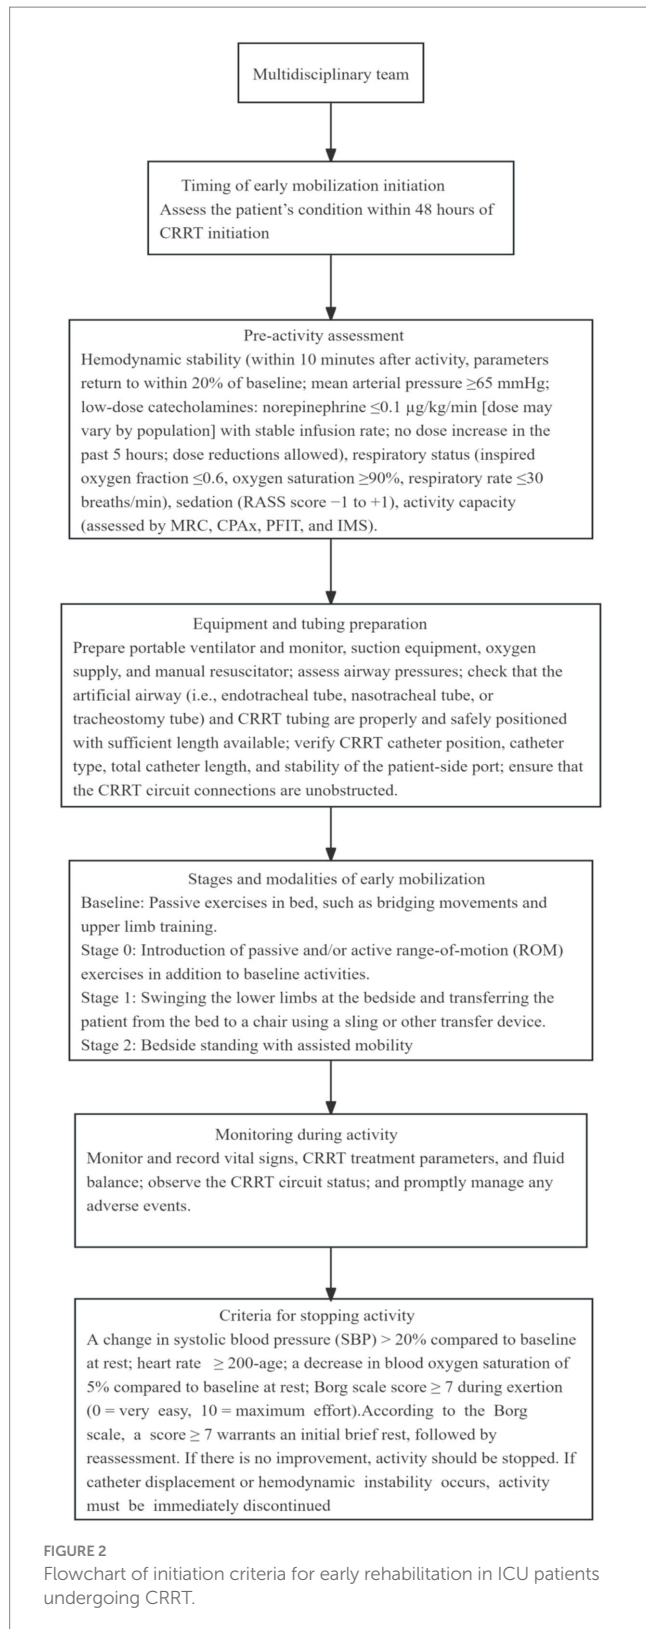 Multidisciplinary team
Timing of early mobilization initiation
Assess the patient's condition within 48 hours of
CRRT initiation
Pre-activity assessment
Hemodynamic stability (within 10 minutes after activity, parameters
return to within 20% of baseline; mean arterial pressure ≥65 mmHg;
low-dose catecholamines: norepinephrine ≤0.1 µg/kg/min [dose may
vary by population] with stable infusion rate; no dose increase in the
past 5 hours; dose reductions allowed), respiratory status (inspired
oxygen fraction ≤0.6, oxygen saturation ≥90%, respiratory rate ≤30
breaths/min), sedation (RASS score −1 to +1), activity capacity
(assessed by MRC, CPAx, PFIT, and IMS).
Equipment and tubing preparation
Prepare portable ventilator and monitor, suction equipment, oxygen
supply, and manual resuscitator; assess airway pressures; check that the
artificial airway (i.e., endotracheal tube, nasotracheal tube, or
tracheostomy tube) and CRRT tubing are properly and safely positioned
with sufficient length available; verify CRRT catheter position, catheter
type, total catheter length, and stability of the patient-side port; ensure that
the CRRT circuit connections are unobstructed.
Stages and modalities of early mobilization
Baseline: Passive exercises in bed, such as bridging movements and
upper limb training.
Stage 0: Introduction of passive and/or active range-of-motion (ROM)
exercises in addition to baseline activities.
Stage 1: Swinging the lower limbs at the bedside and transferring the
patient from the bed to a chair using a sling or other transfer device.
Stage 2: Bedside standing with assisted mobility
Monitoring during activity
Monitor and record vital signs, CRRT treatment parameters, and fluid
balance; observe the CRRT circuit status; and promptly manage any
adverse events.
Criteria for stopping activity
A change in systolic blood pressure (SBP) > 20% compared to baseline
at rest; heart rate ≥ 200-age; a decrease in blood oxygen saturation of
5% compared to baseline at rest; Borg scale score ≥ 7 during exertion
(0 = very easy, 10 = maximum effort).According to the Borg
scale, a score ≥ 7 warrants an initial brief rest, followed by
reassessment. If there is no improvement, activity should be stopped. If
catheter displacement or hemodynamic instability occurs, activity
must be immediately discontinued
FIGURE 2
Flowchart of initiation criteria for early rehabilitation in ICU patients
undergoing CRRT.